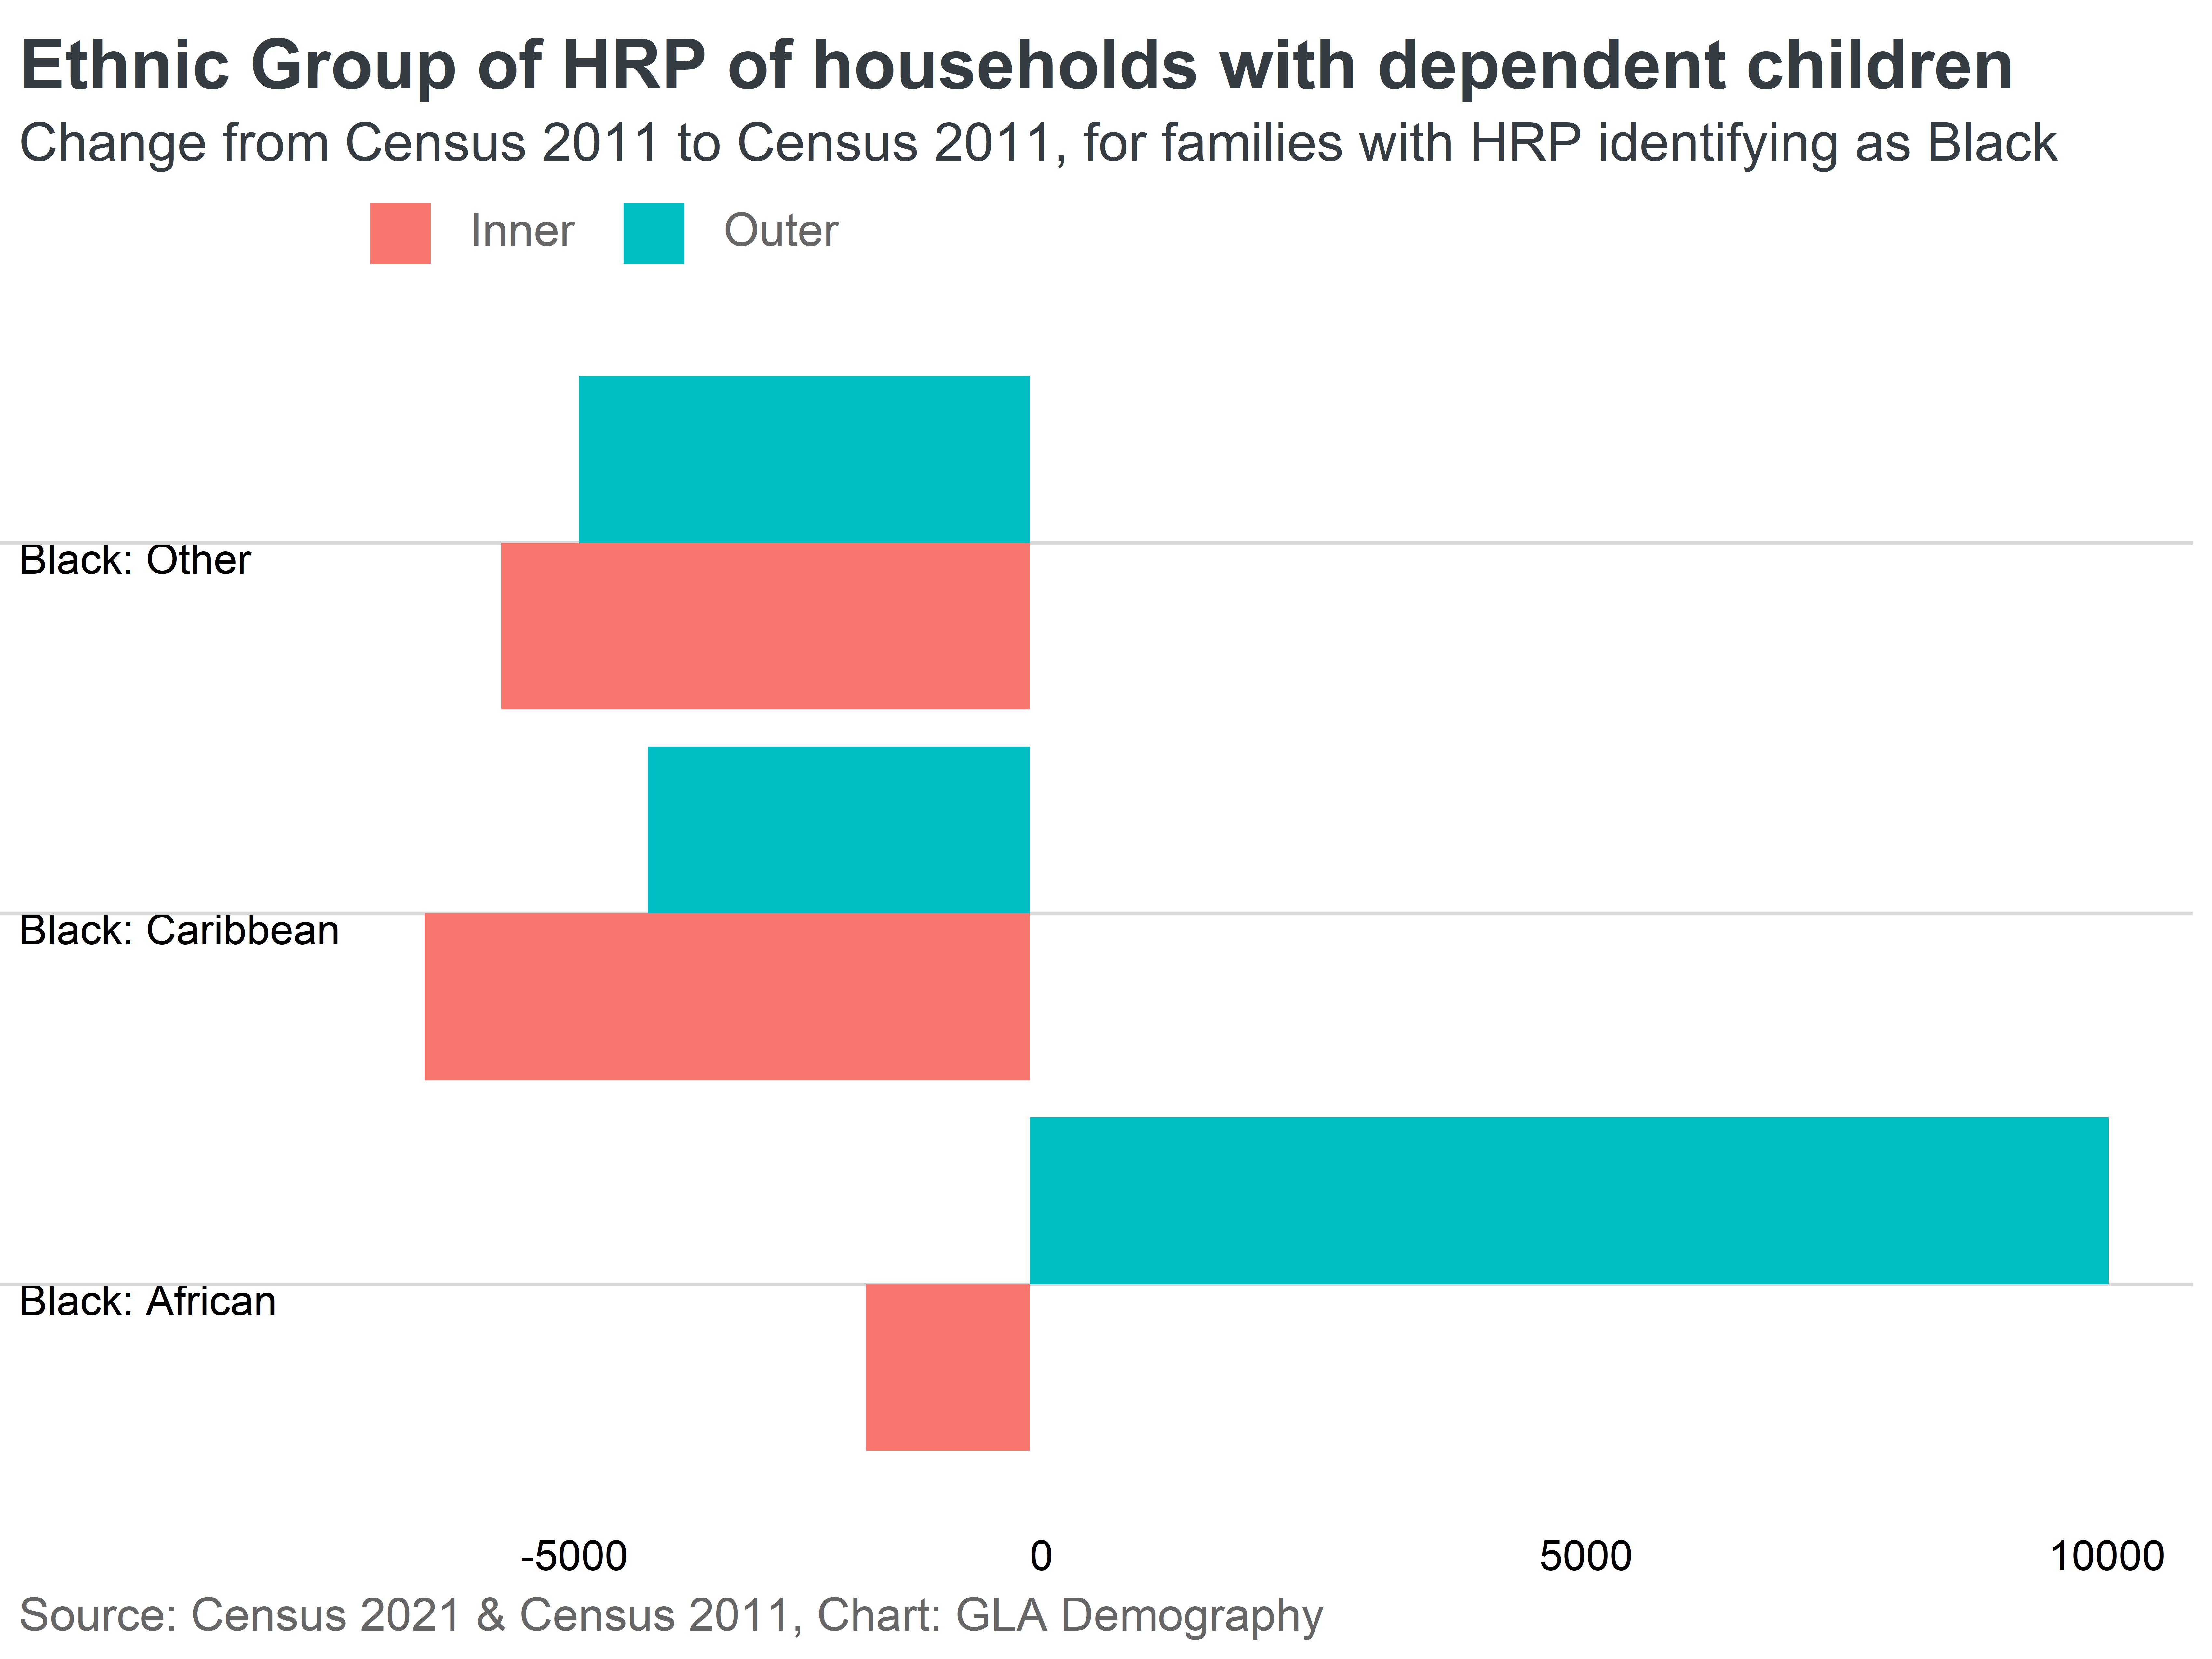 Ethnic Group of HRP of households with dependent children
Change from Census 2011 to Census 2011, for families with HRP identifying as Black
Inner Outer
Black: Other
Black: Caribbean
Black: African
-5000 0 5000 10000
Source: Census 2021 & Census 2011, Chart: GLA Demography